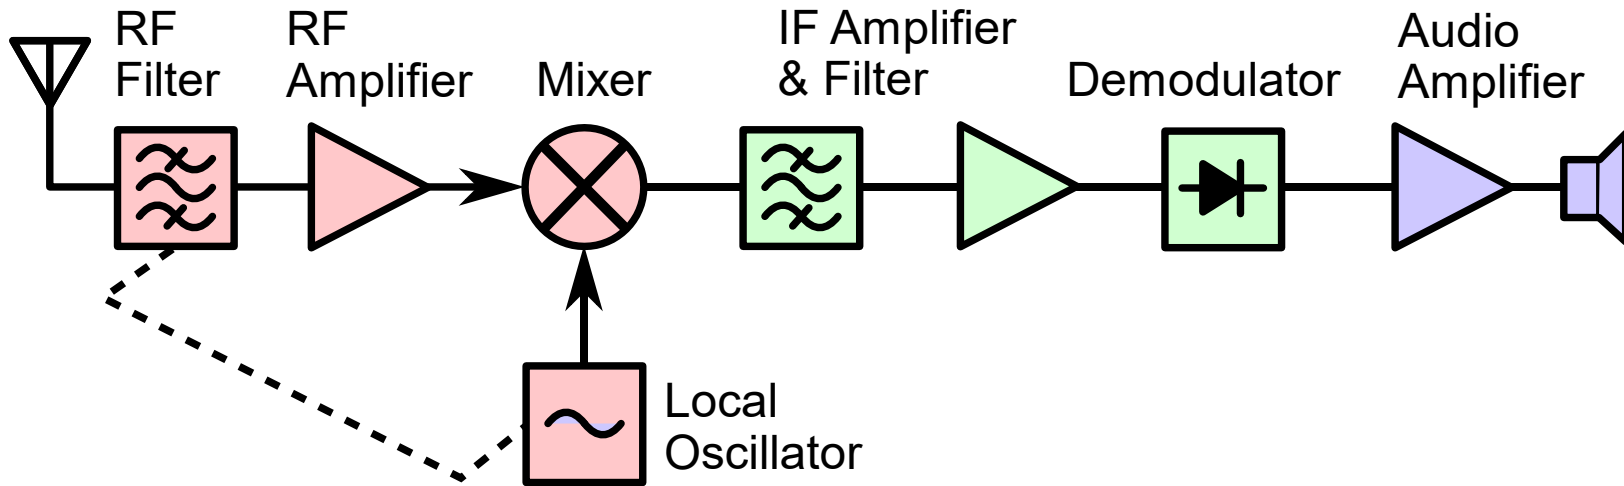 RF
Filter
RF
Amplifier
Mixer
IF Amplifier
& Filter
Demodulator
Audio
Amplifier
Local
Oscillator